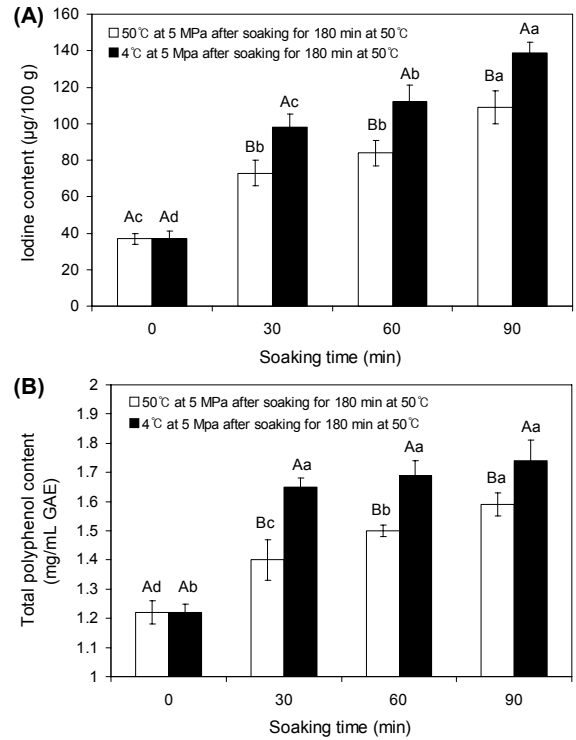 (A)
160
140
120
100
80
60
40
20
0
Iodine content (μg/100 g)
50℃ at 5 MPa after soaking for 180 min at 50℃
4℃ at 5 Mpa after soaking for 180 min at 50℃
Ac Ad
Bb Ac
Bb Ab
Ba Aa
0 30 60 90
Soaking time (min)
(B)
2
1.9
1.8
1.7
1.6
1.5
1.4
1.3
1.2
1.1
1
Total polyphenol content
(mg/mL GAE)
50℃ at 5 MPa after soaking for 180 min at 50℃
4℃ at 5 Mpa after soaking for 180 min at 50℃
Ad Ab
Bc Aa
Bb Aa
Ba Aa
0 30 60 90
Soaking time (min)